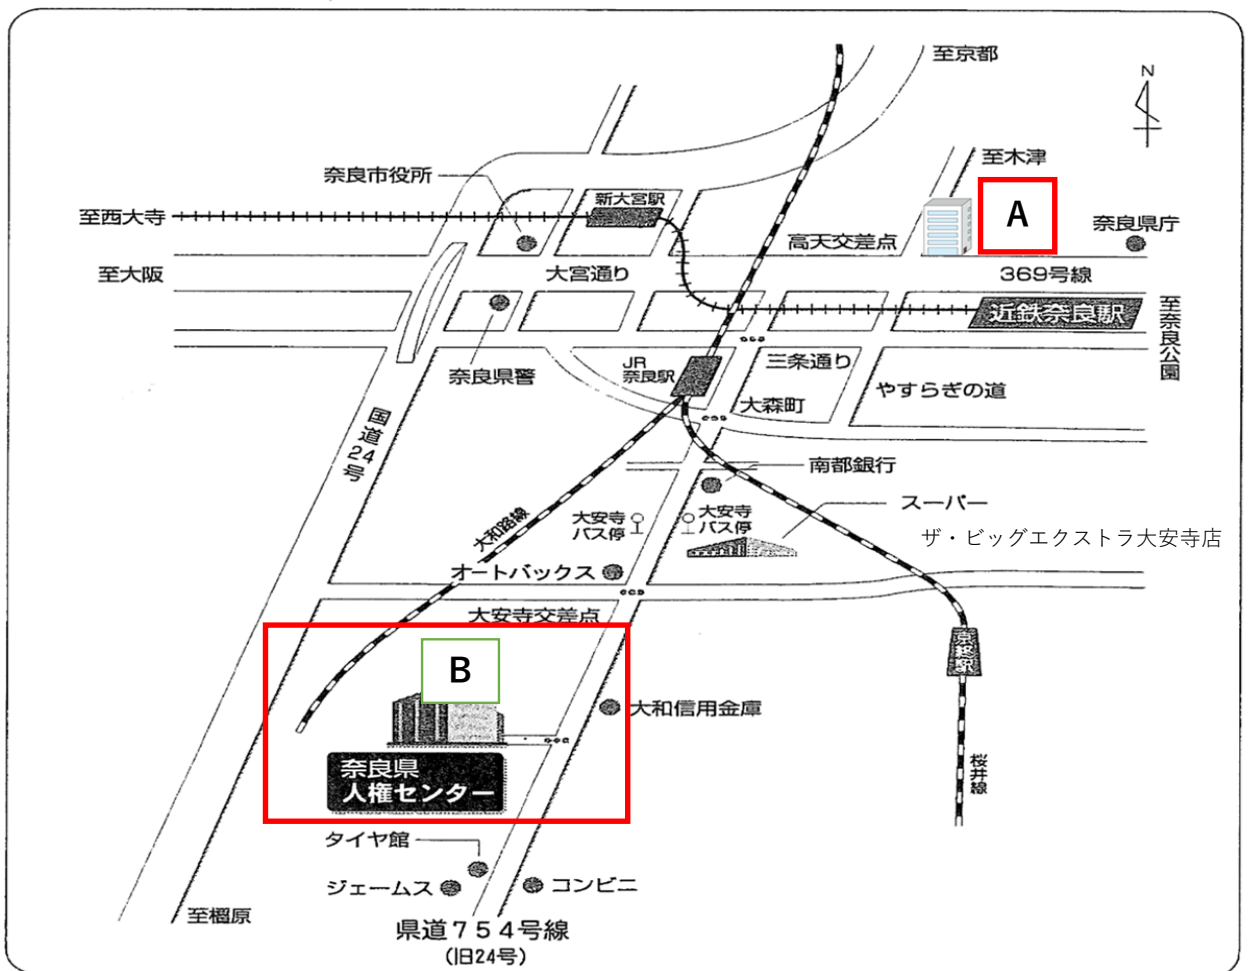 至京都
N
至木津
奈良市役所
新大宮駅
A
至西大寺
高天交差点
奈良県庁
至大阪
大宮通り
369号線
近鉄奈良駅
至奈良公園
奈良県警
JR
奈良駅
三条通り
やすらぎの道
大森町
国道24号
南都銀行
スーパー
大安寺
バス停
大安寺
バス停
大和路線
ザ・ビッグエクストラ大安寺店
オートバックス
大安寺交差点
京終駅
B
大和信用金庫
奈良県
人権センター
桜井線
タイヤ館
ジェームス
コンビニ
至橿原
県道754号線
(旧24号)